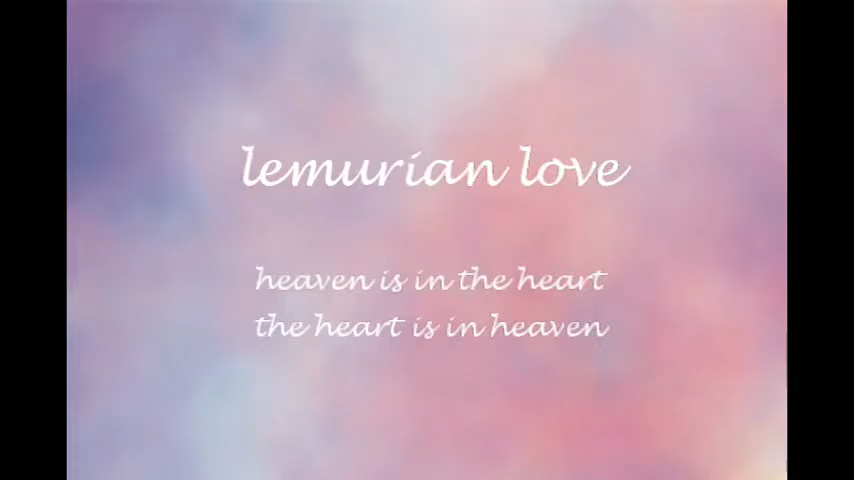 lemurian love
heaven is in the heart
the heart is in heaven